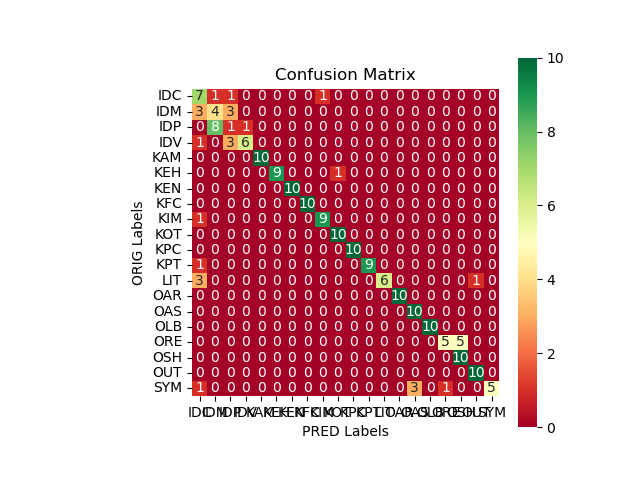 Confusion Matrix
IDC 7 1 1 0 0 0 0 0 1 0 0 0 0 0 0 0 0 0 0 0
IDM 3 4 3 0 0 0 0 0 0 0 0 0 0 0 0 0 0 0 0 0
IDP 0 8 1 1 0 0 0 0 0 0 0 0 0 0 0 0 0 0 0 0
IDV 1 0 3 6 0 0 0 0 0 0 0 0 0 0 0 0 0 0 0 0
KAM 0 0 0 0 10 0 0 0 0 0 0 0 0 0 0 0 0 0 0 0
KEH 0 0 0 0 0 9 0 0 0 1 0 0 0 0 0 0 0 0 0 0
KEN 0 0 0 0 0 0 10 0 0 0 0 0 0 0 0 0 0 0 0 0
KFC 0 0 0 0 0 0 0 10 0 0 0 0 0 0 0 0 0 0 0 0
KIM 1 0 0 0 0 0 0 0 9 0 0 0 0 0 0 0 0 0 0 0
KOT 0 0 0 0 0 0 0 0 0 10 0 0 0 0 0 0 0 0 0 0
KPC 0 0 0 0 0 0 0 0 0 0 10 0 0 0 0 0 0 0 0 0
KPT 1 0 0 0 0 0 0 0 0 0 0 9 0 0 0 0 0 0 0 0
LIT 3 0 0 0 0 0 0 0 0 0 0 0 6 0 0 0 0 0 1 0
OAR 0 0 0 0 0 0 0 0 0 0 0 0 0 10 0 0 0 0 0 0
OAS 0 0 0 0 0 0 0 0 0 0 0 0 0 0 10 0 0 0 0 0
OLB 0 0 0 0 0 0 0 0 0 0 0 0 0 0 0 10 0 0 0 0
ORE 0 0 0 0 0 0 0 0 0 0 0 0 0 0 0 0 5 5 0 0
OSH 0 0 0 0 0 0 0 0 0 0 0 0 0 0 0 0 0 10 0 0
OUT 0 0 0 0 0 0 0 0 0 0 0 0 0 0 0 0 0 0 10 0
SYM 1 0 0 0 0 0 0 0 0 0 0 0 0 0 3 0 1 0 0 5
IDC IDM IDP IDV KAM KEH KEN KFC KIM KOT KPC KPT LIT OAR OAS OLB ORE OSH OUT SYM
PRED Labels
ORIG Labels
10
8
6
4
2
0